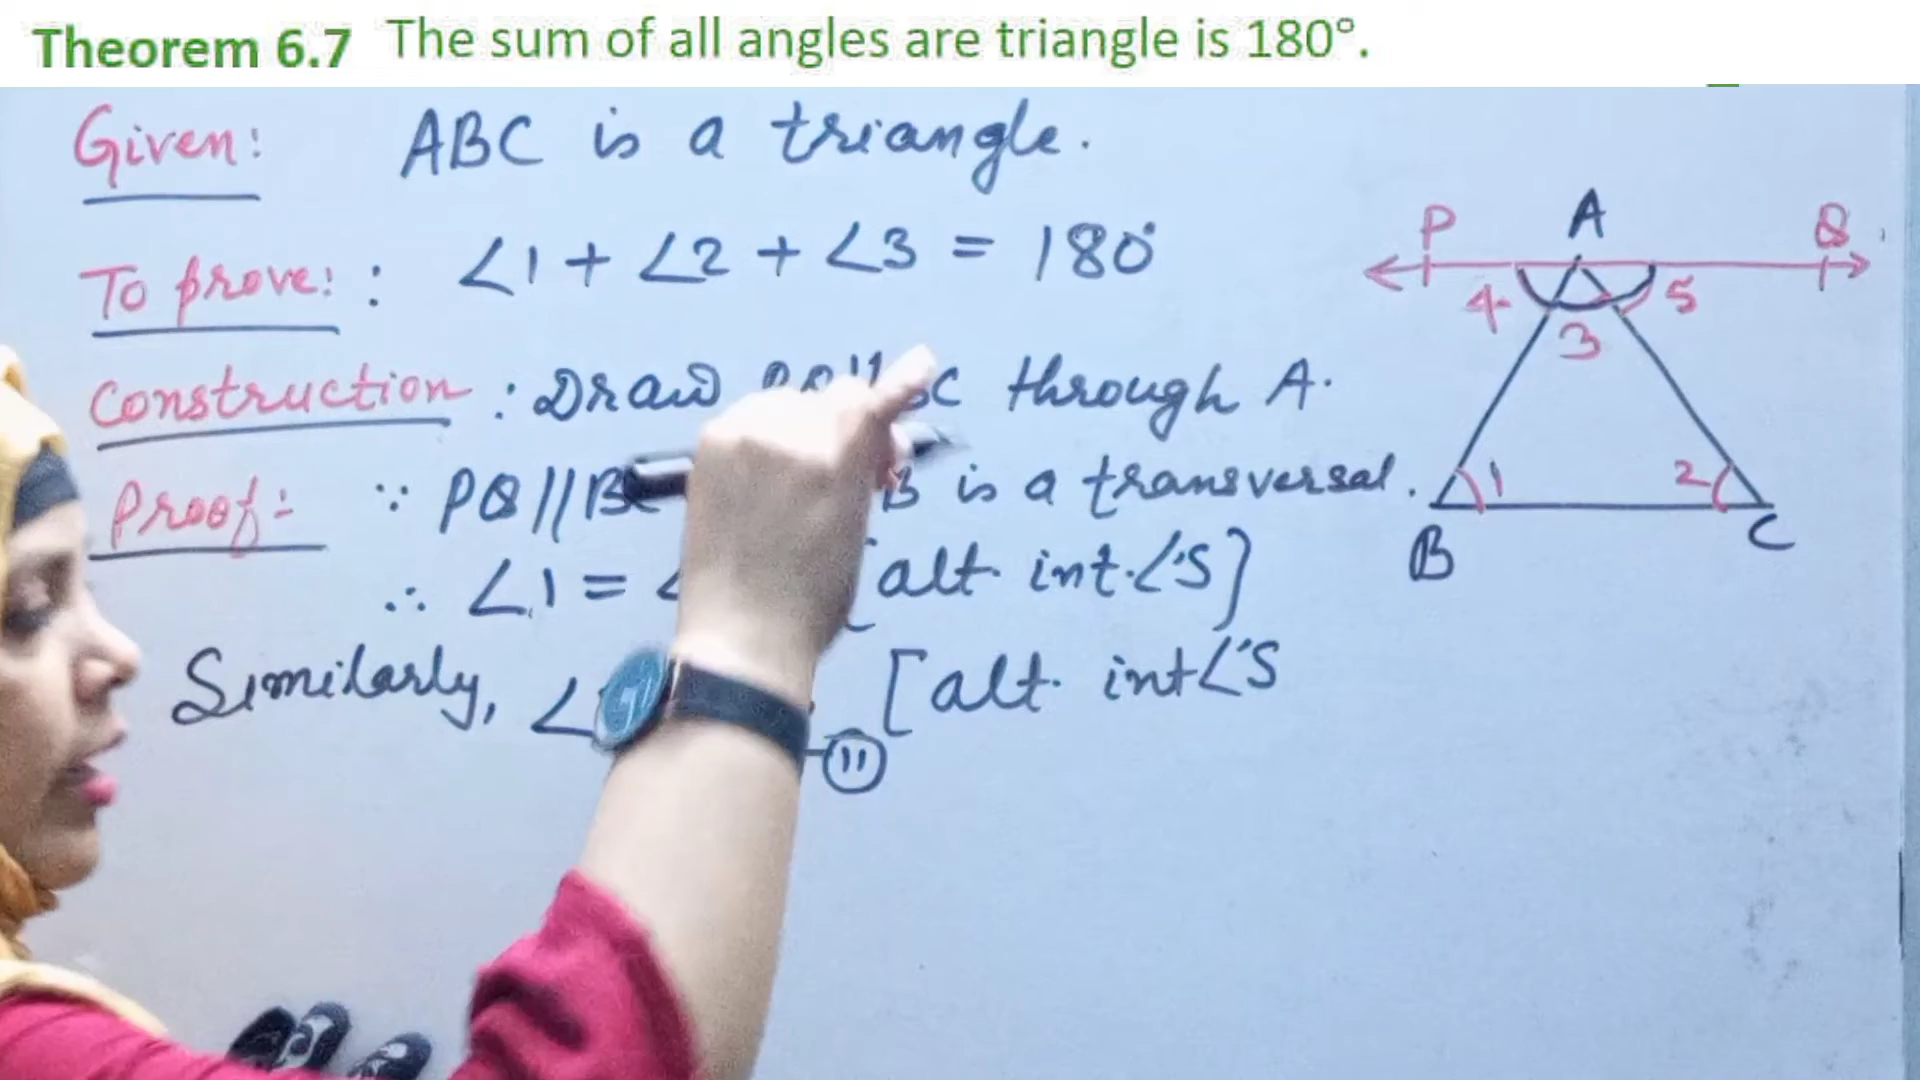 Theorem 6.7 The sum of all angles are triangle is 180°.
Given: ABC is a triangle.
To prove: : ∠1 + ∠2 + ∠3 = 180°
Construction : Draw through A.
Proof :- ∵ PQ || B is a transversal.
∴ ∠1 = ∠ [alt. int. ∠'S]
Similarly, ∠ [alt. int ∠'S
11
P A Q
4 3 5
1 2
B C